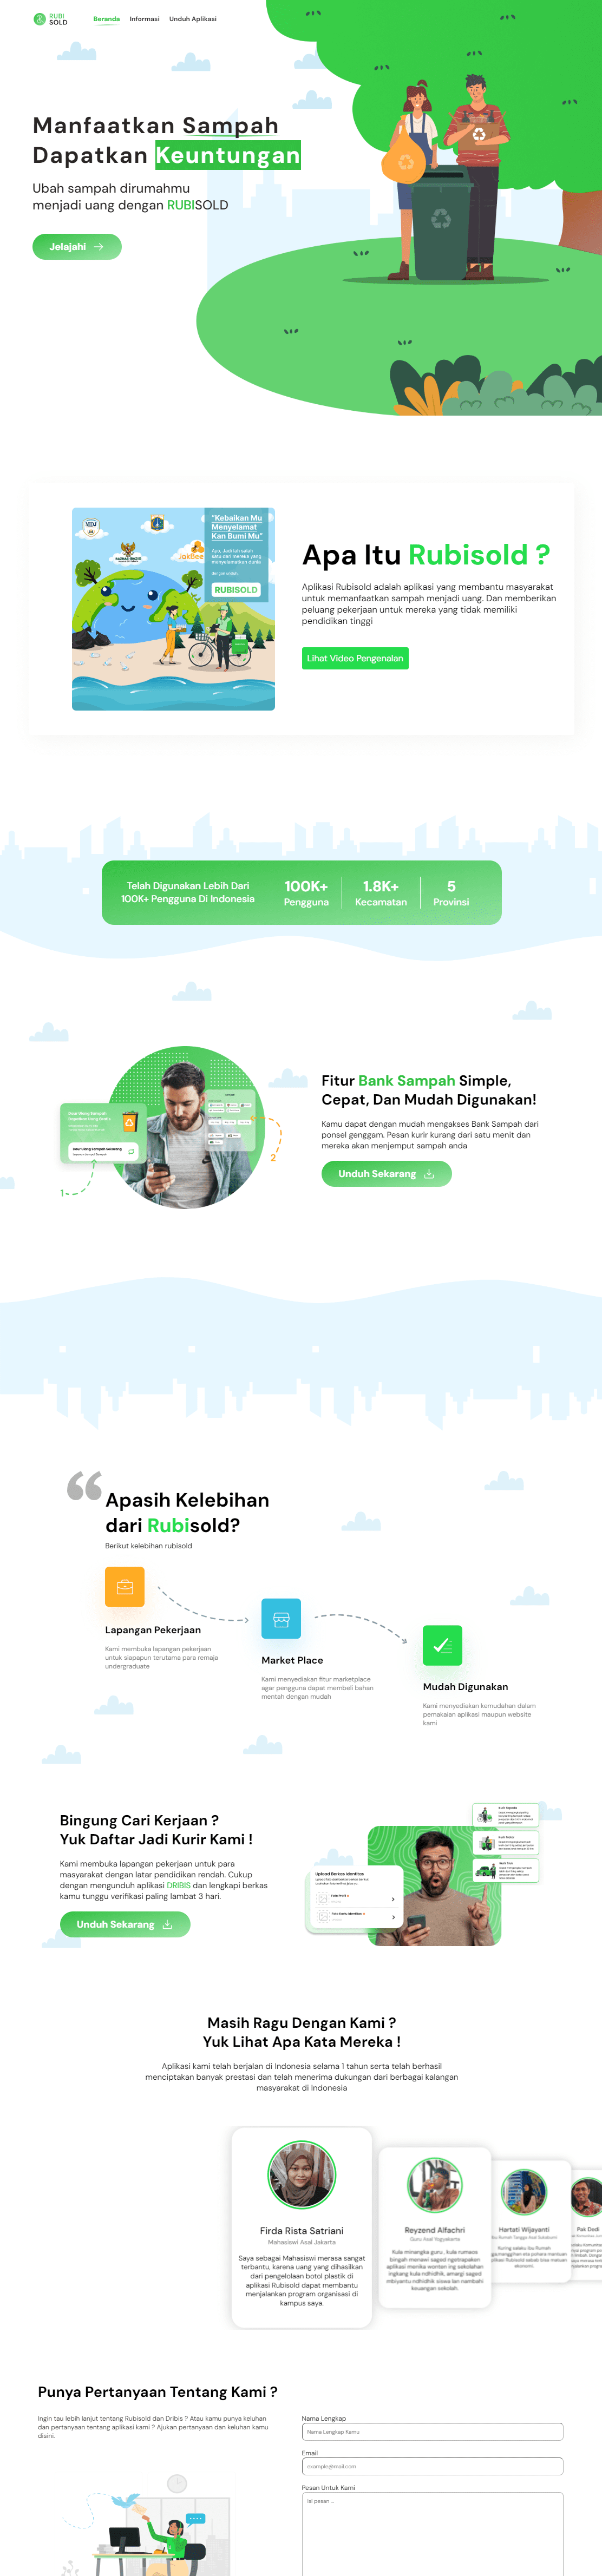 RUBI
SOLD
Beranda
Informasi
Unduh Aplikasi
Manfaatkan Sampah
Dapatkan Keuntungan
Ubah sampah dirumahmu
menjadi uang dengan RUBISOLD
Jelajahi
"Kebaikan Mu
Menyelamat
Kan Bumi Mu"
RUBISOLD
Apa Itu Rubisold ?
Aplikasi Rubisold adalah aplikasi yang membantu masyarakat
untuk memanfaatkan sampah menjadi uang. Dan memberikan
peluang pekerjaan untuk mereka yang tidak memiliki
pendidikan tinggi
Lihat Video Pengenalan
Telah Digunakan Lebih Dari
100K+ Pengguna Di Indonesia
100K+
Pengguna
1.8K+
Kecamatan
5
Provinsi
1
2
Fitur Bank Sampah Simple,
Cepat, Dan Mudah Digunakan!
Kamu dapat mengakses Bank Sampah dari
ponsel genggam. Pesan kurir kurang dari satu menit dan
mereka akan menjemput sampah anda
Unduh Sekarang
Apasih Kelebihan
dari Rubisold?
Berikut kelebihan rubisold
Lapangan Pekerjaan
Kami membuka lapangan pekerjaan
untuk siapapun terutama para remaja
undergraduate
Market Place
Kami menyediakan fitur marketplace
agar pengguna dapat membeli bahan
mentah dengan mudah
Mudah Digunakan
Kami menyediakan kemudahan dalam
pemakaian aplikasi maupun website
kami
Bingung Cari Kerjaan ?
Yuk Daftar Jadi Kurir Kami !
Kami membuka lapangan pekerjaan untuk para
masyarakat dengan latar pendidikan rendah. Cukup
dengan mengunduh aplikasi DRIBIS dan lengkapi berkas
kamu tunggu verifikasi paling lambat 3 hari.
Unduh Sekarang
Upload Berkas Identitas
Masih Ragu Dengan Kami ?
Yuk Lihat Apa Kata Mereka !
Aplikasi kami telah berjalan di Indonesia selama 1 tahun serta telah berhasil
menciptakan banyak prestasi dan telah menerima dukungan dari berbagai kalangan
masyarakat di Indonesia
Firda Rista Satriani
Mahasiswi Asal Jakarta
Saya sebagai Mahasiswi merasa sangat
terbantu, karena uang yang dihasilkan
dari pengelolaan botol plastik di
aplikasi Rubisold dapat membantu
menjalankan program organisasi di
kampus saya.
Reyzend Alfachri
Guru Asal Yogyakarta
Hartati Wijayanti
Pak Dedi
Punya Pertanyaan Tentang Kami ?
Ingin tau lebih lanjut tentang Rubisold dan Dribis ? Atau kamu punya keluhan
dan pertanyaan tentang aplikasi kami ? Ajukan pertanyaan dan keluhan kamu
disini.
Nama Lengkap
Nama Lengkap Kamu
Email
example@mail.com
Pesan Untuk Kami
Isi pesan ...